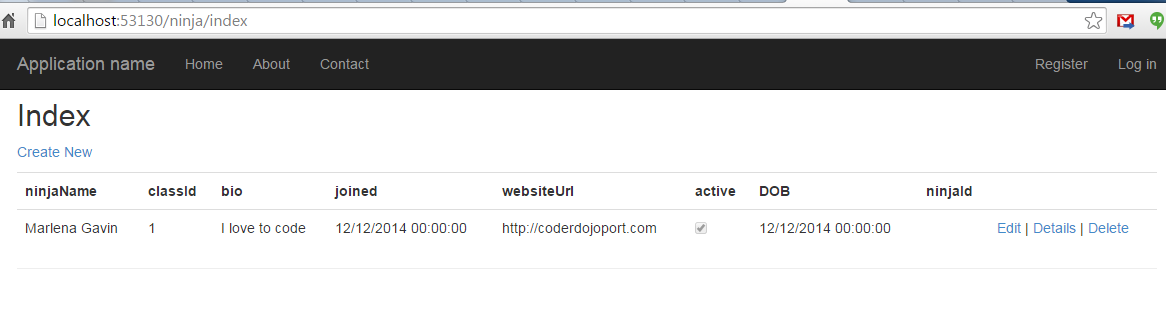 localhost:53130/ninja/index
Application name Home About Contact Register Log in
Index
Create New
ninjaName classId bio joined websiteUrl active DOB ninjaId
Marlena Gavin 1 I love to code 12/12/2014 00:00:00 http://coderdojoport.com 12/12/2014 00:00:00 Edit | Details | Delete